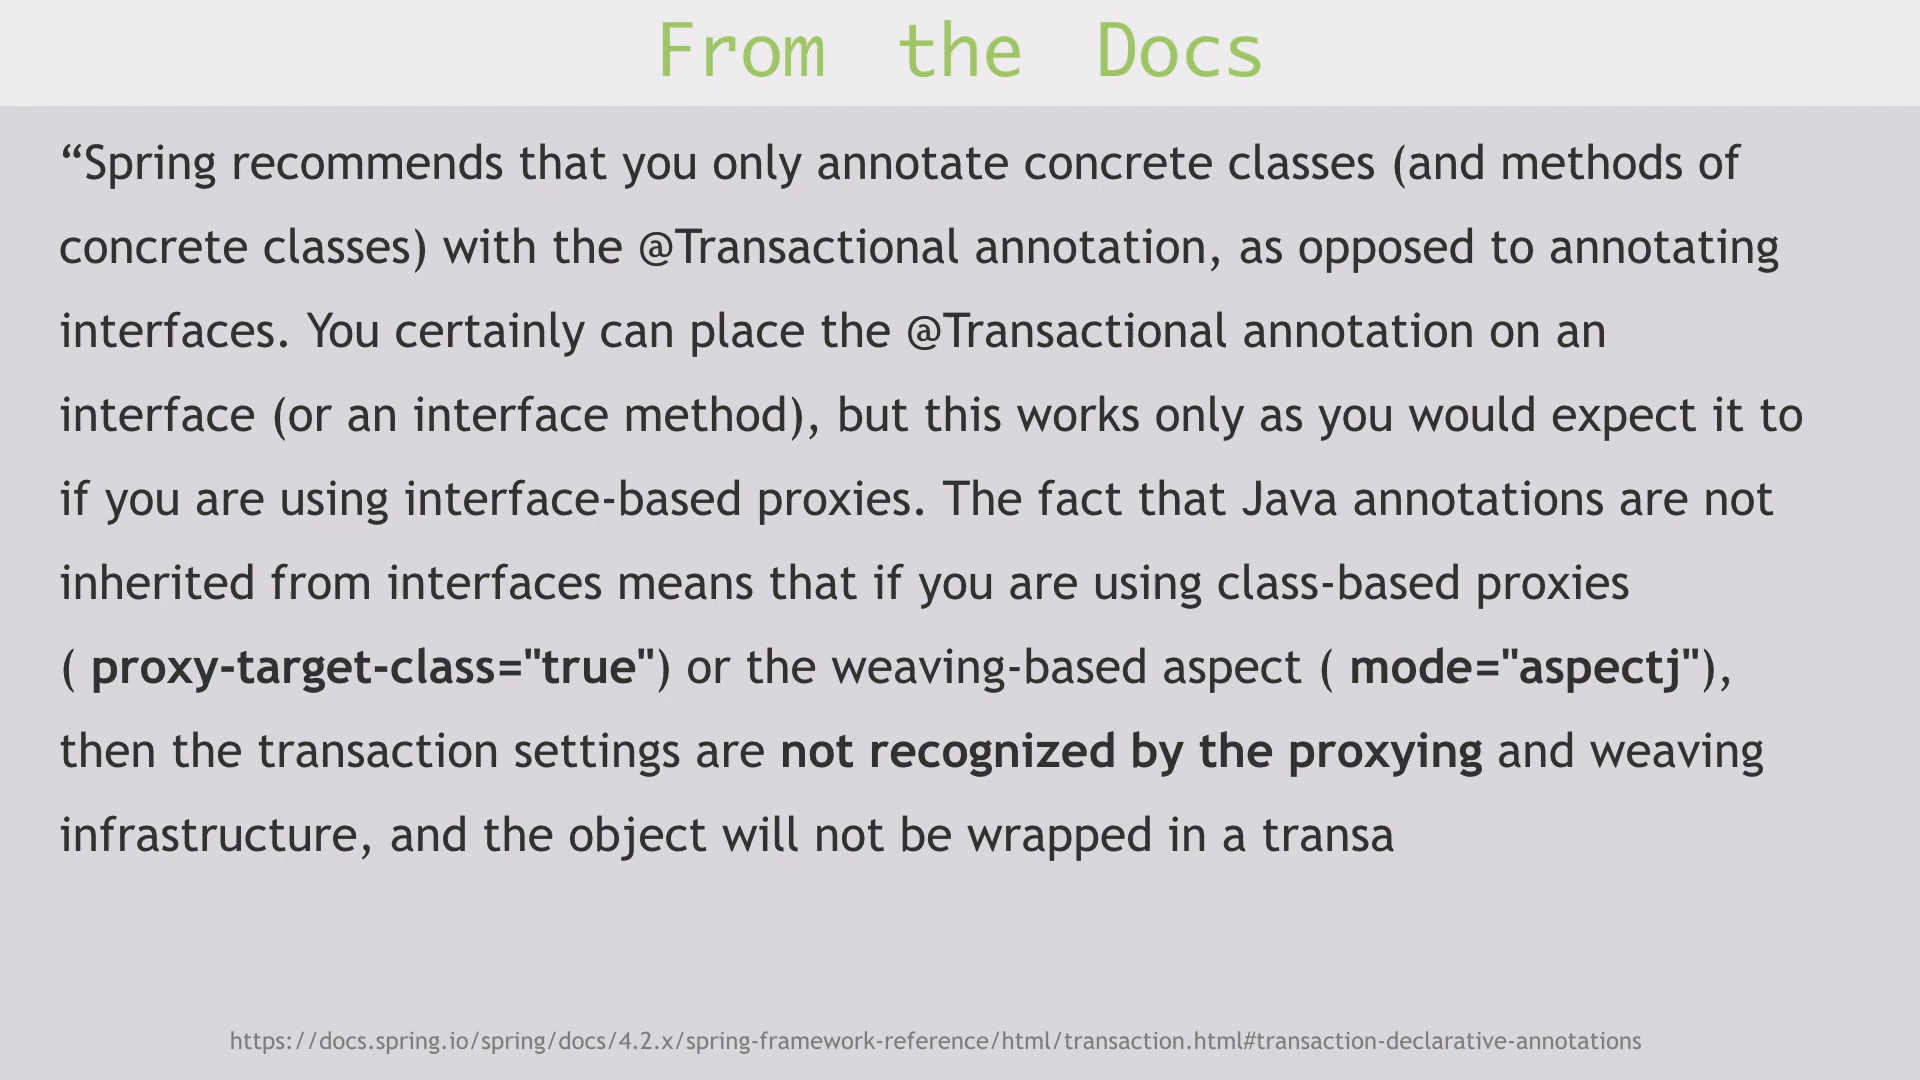 From the Docs
“Spring recommends that you only annotate concrete classes (and methods of
concrete classes) with the @Transactional annotation, as opposed to annotating
interfaces. You certainly can place the @Transactional annotation on an
interface (or an interface method), but this works only as you would expect it to
if you are using interface-based proxies. The fact that Java annotations are not
inherited from interfaces means that if you are using class-based proxies
( proxy-target-class="true") or the weaving-based aspect ( mode="aspectj"),
then the transaction settings are not recognized by the proxying and weaving
infrastructure, and the object will not be wrapped in a transa
https://docs.spring.io/spring/docs/4.2.x/spring-framework-reference/html/transaction.html#transaction-declarative-annotations